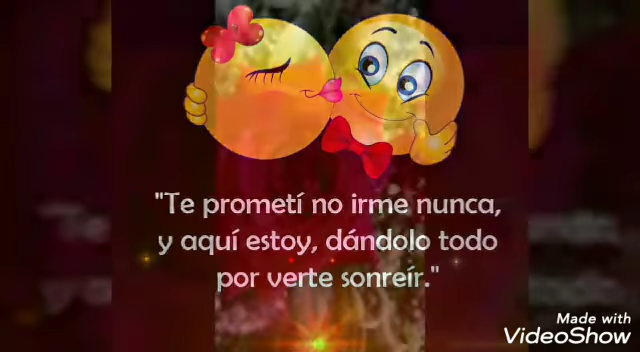 "Te prometí no irme nunca,
y aquí estoy, dándolo todo
por verte sonreír."
Made with
VideoShow